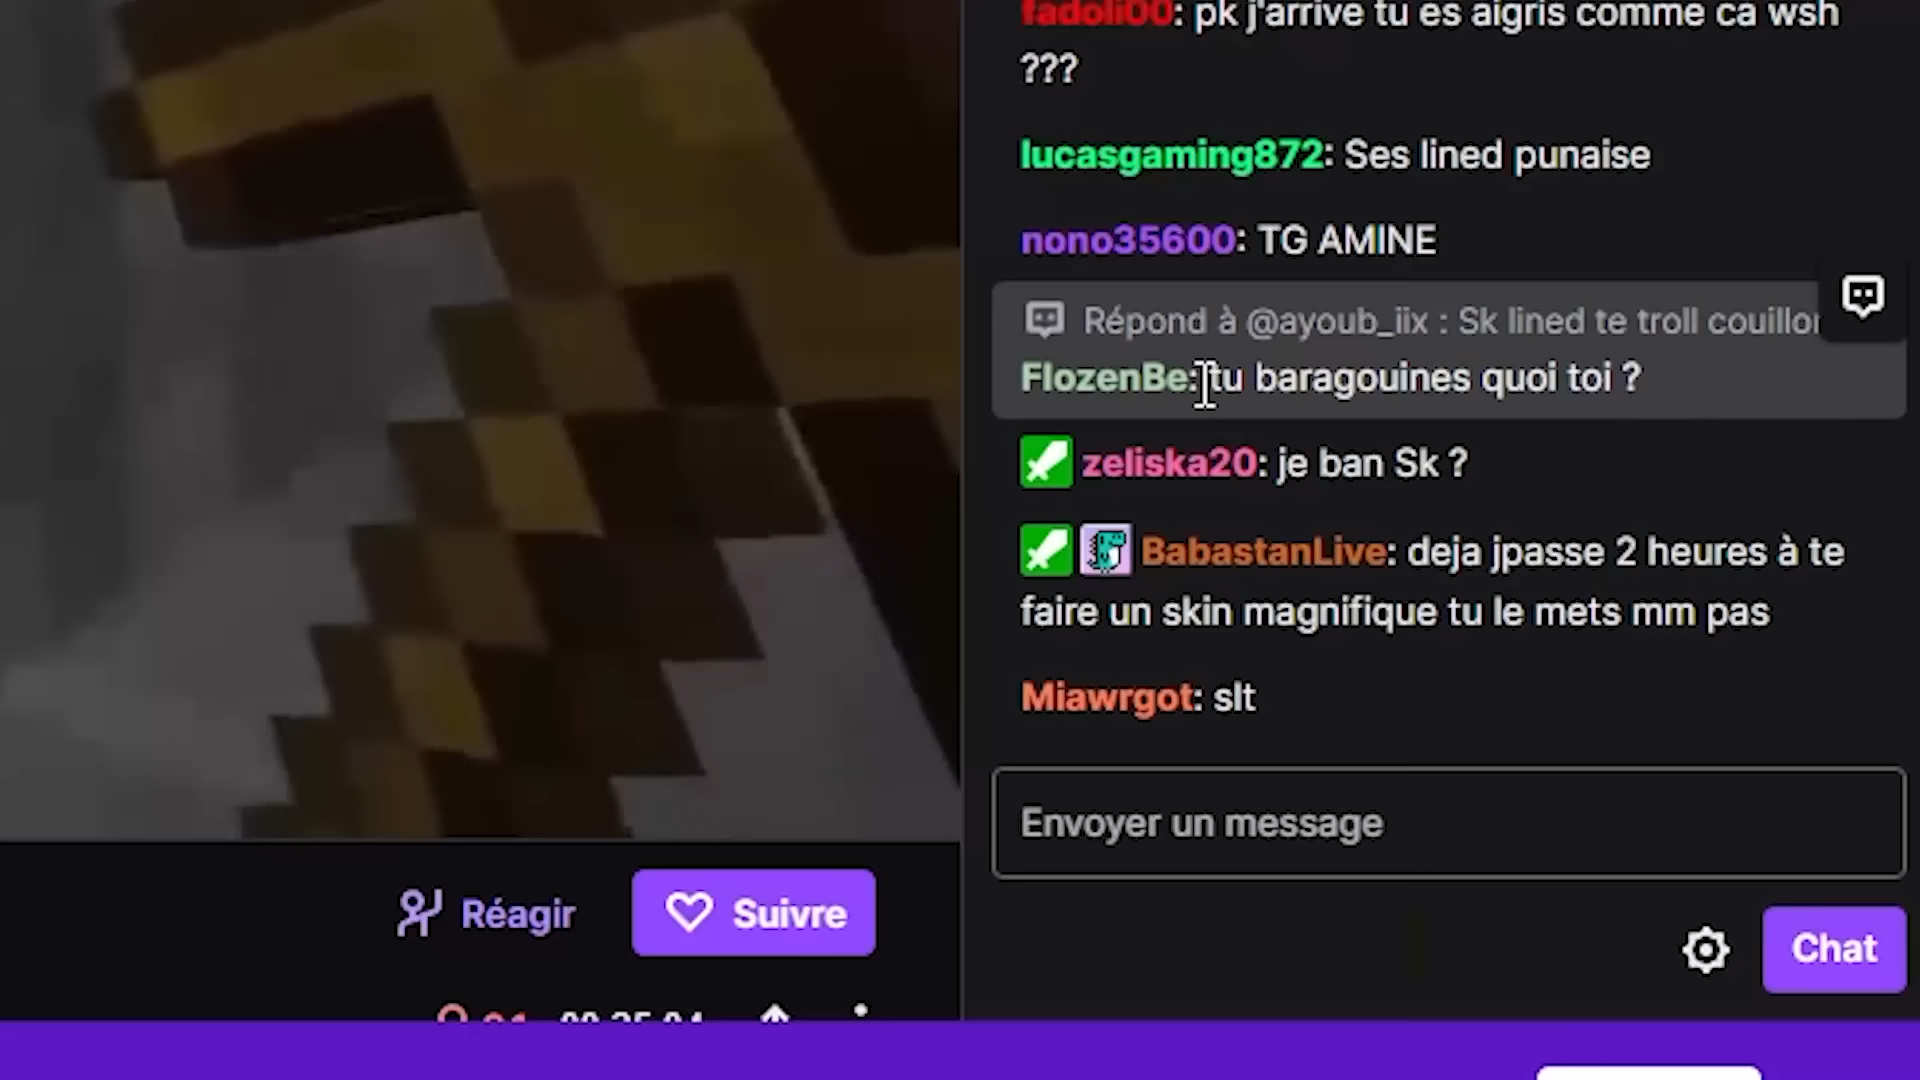 fadoli00: pk j'arrive tu es aigris comme ca wsh
???
lucasgaming872: Ses lined punaise
nono35600: TG AMINE
Répond à @ayoub_iix : Sk lined te troll couillon
FlozenBe: tu baragouines quoi toi ?
zeliska20: je ban Sk ?
BabastanLive: deja jpasse 2 heures à te
faire un skin magnifique tu le mets mm pas
Miawrgot: slt
Envoyer un message
Réagir
Suivre
Chat